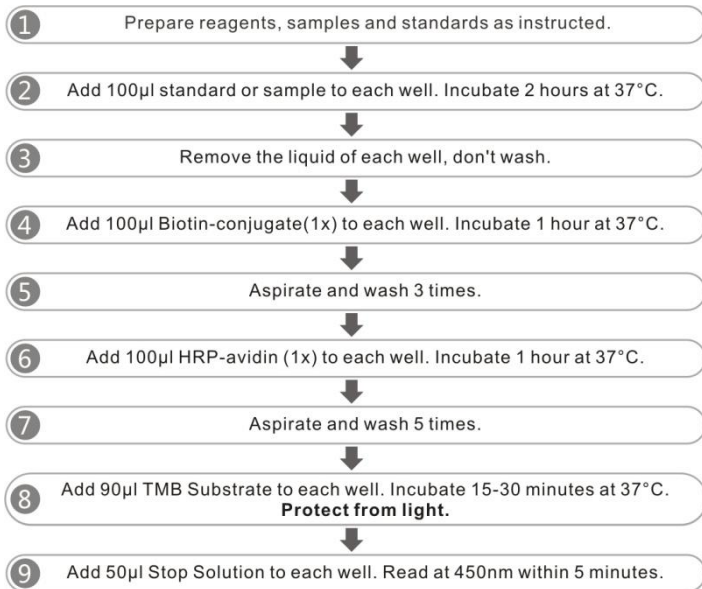 1 Prepare reagents, samples and standards as instructed.
2 Add 100µl standard or sample to each well. Incubate 2 hours at 37°C.
3 Remove the liquid of each well, don't wash.
4 Add 100µl Biotin-conjugate(1x) to each well. Incubate 1 hour at 37°C.
5 Aspirate and wash 3 times.
6 Add 100µl HRP-avidin (1x) to each well. Incubate 1 hour at 37°C.
7 Aspirate and wash 5 times.
8 Add 90µl TMB Substrate to each well. Incubate 15-30 minutes at 37°C.
Protect from light.
9 Add 50µl Stop Solution to each well. Read at 450nm within 5 minutes.